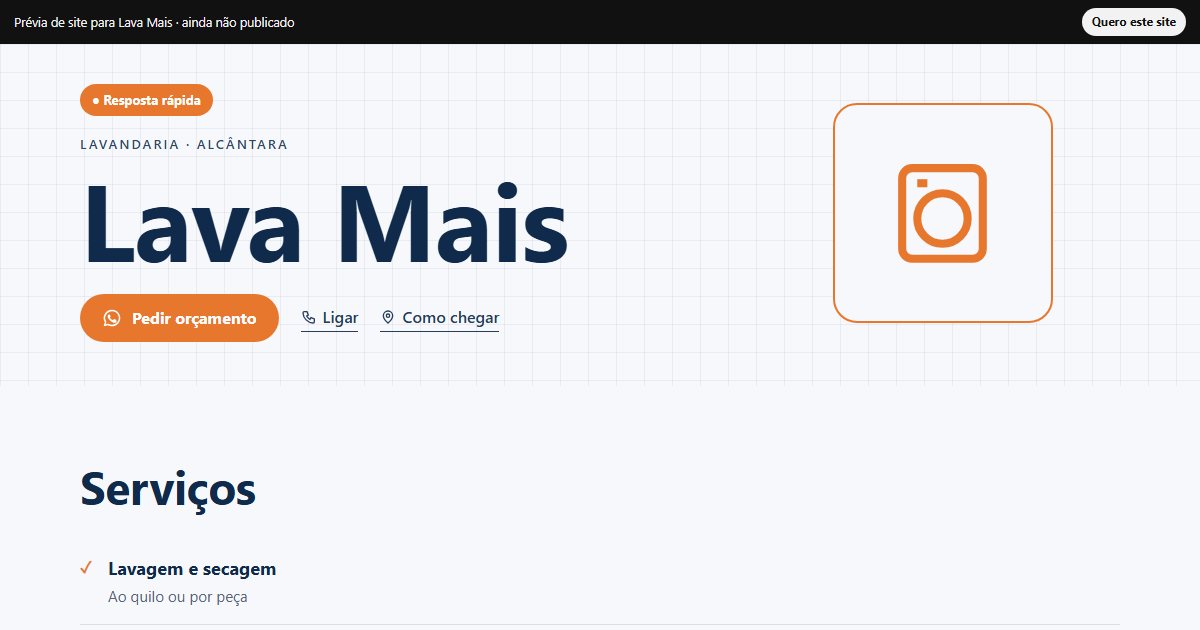 Prévia de site para Lava Mais · ainda não publicado
Quero este site
Resposta rápida
LAVANDARIA · ALCÂNTARA
Lava Mais
Pedir orçamento
Ligar
Como chegar
Serviços
Lavagem e secagem
Ao quilo ou por peça